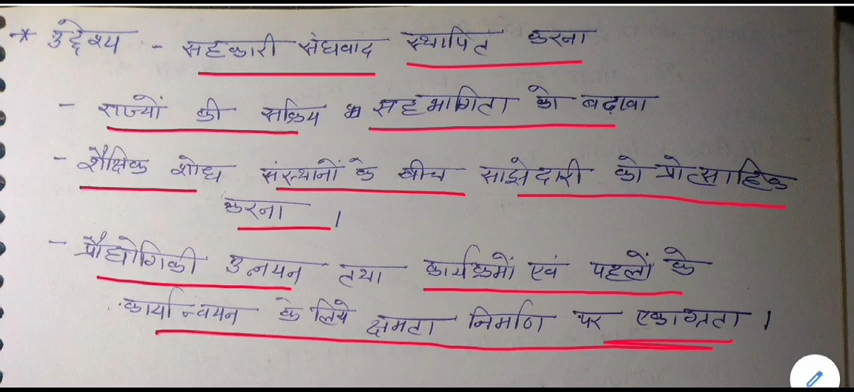 * उद्देश्य - सहकारी संघवाद स्थापित करना
- राज्यों की सक्रिय सहभागिता को बढ़ावा
- शैक्षिक शोध संस्थानों के बीच साझेदारी को प्रोत्साहित
करना ।
- प्रौद्योगिकी उन्नयन तथा कार्यक्रमों एवं पहलों के
कार्यान्वयन के लिये क्षमता निर्माण पर एकाग्रता ।